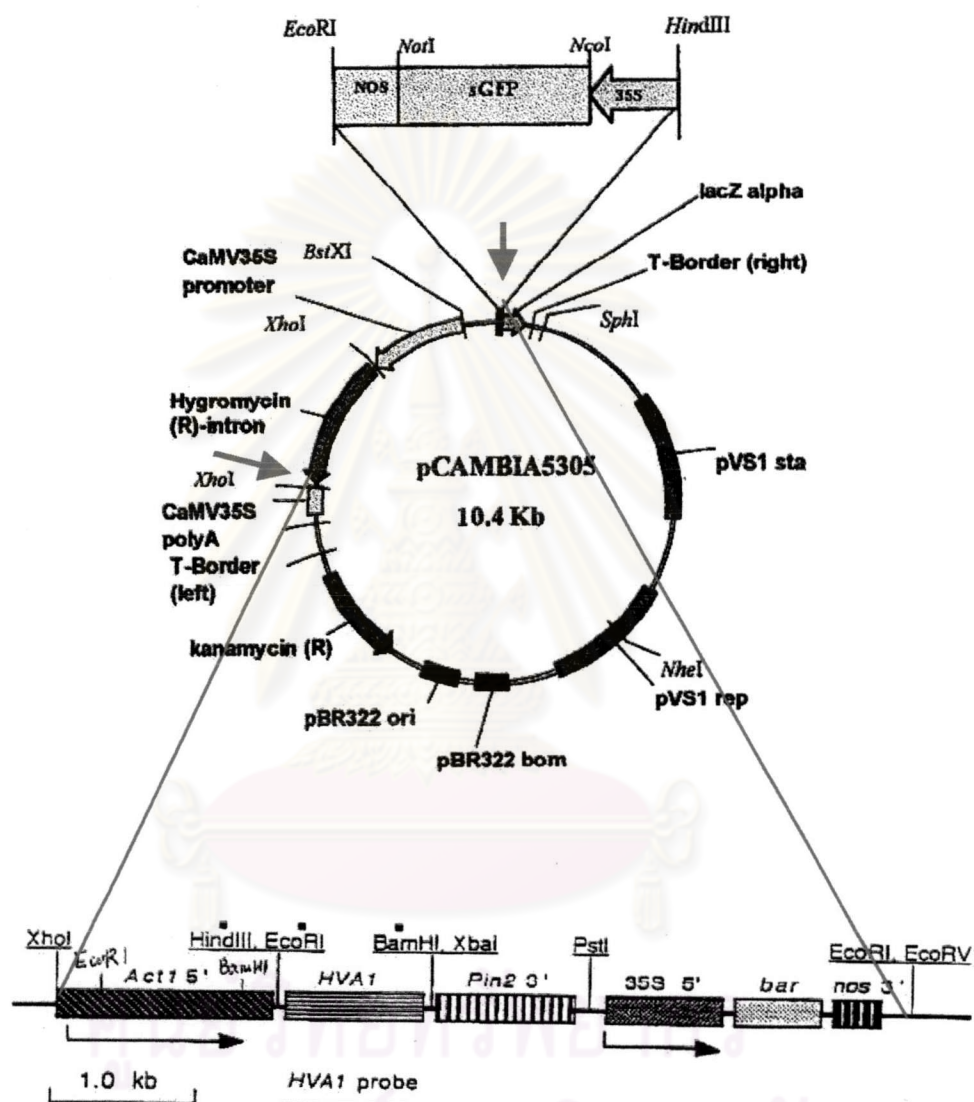 EcoRI
NotI
NcoI
HindIII
NOS
sGFP
35S
lacZ alpha
CaMV35S
promoter
BstXI
T-Border (right)
XhoI
SphI
Hygromycin
(R)-intron
pCAMBIA5305
10.4 Kb
pVS1 sta
XhoI
CaMV35S
polyA
T-Border
(left)
kanamycin (R)
NheI
pVS1 rep
pBR322 ori
pBR322 bom
XhoI
HindIII, EcoRI
BamHI, XbaI
PstI
EcoRI, EcoRV
EcoRI
Act1 5'
BamHI
HVA1
Pin2 3'
35S 5'
bar
nos 3'
1.0 kb
HVA1 probe